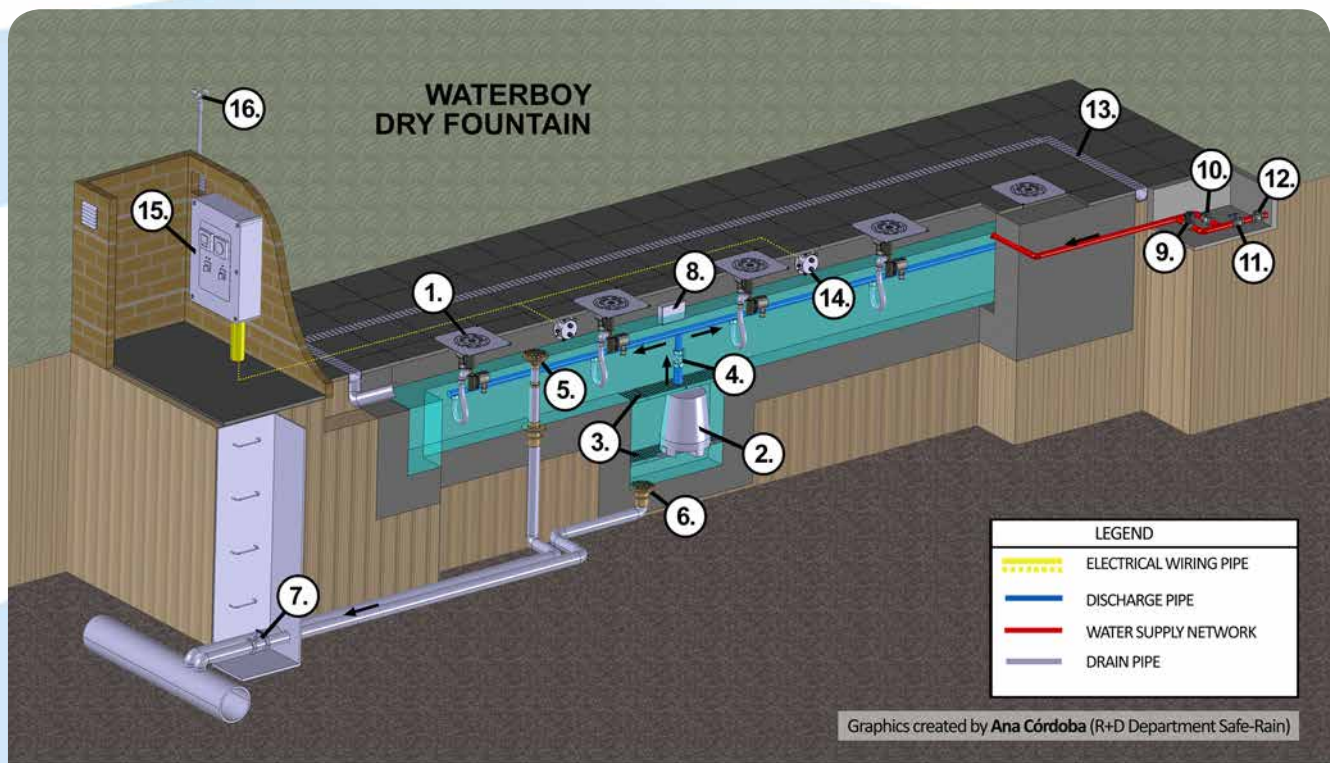 WATERBOY
DRY FOUNTAIN
16.
13.
10.
12.
15.
9.
11.
14.
8.
1.
5.
4.
3.
2.
6.
7.
LEGEND
ELECTRICAL WIRING PIPE
DISCHARGE PIPE
WATER SUPPLY NETWORK
DRAIN PIPE
Graphics created by Ana Córdoba (R+D Department Safe-Rain)